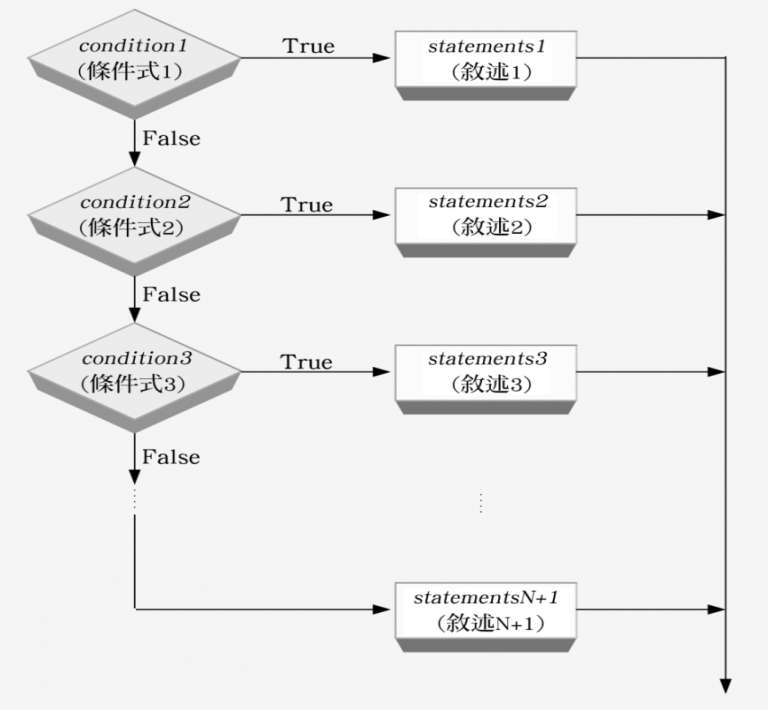 condition1
(條件式1)
True
statements1
(敘述1)
False
condition2
(條件式2)
True
statements2
(敘述2)
False
condition3
(條件式3)
True
statements3
(敘述3)
False
statementsN+1
(敘述N+1)